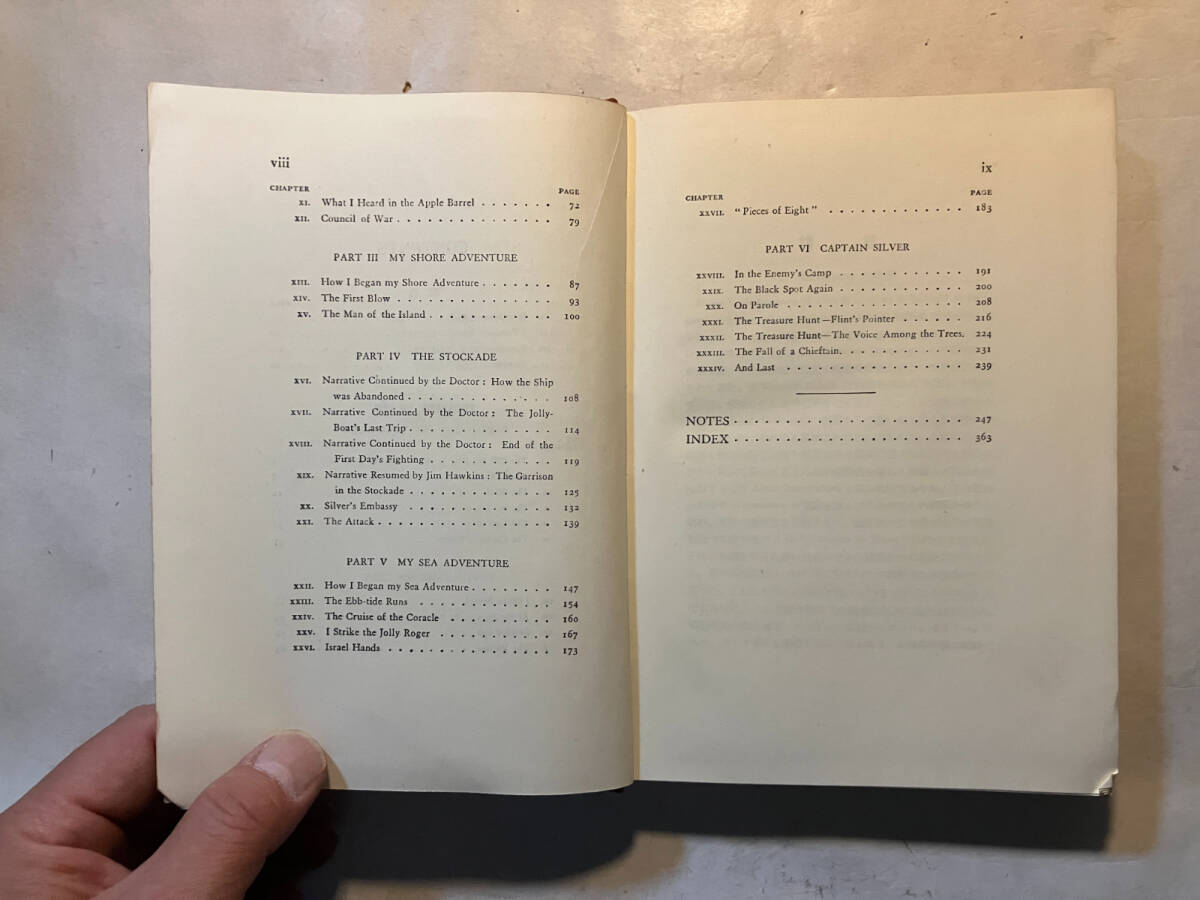 viii
CHAPTER PAGE
XI. What I Heard in the Apple Barrel . . . . . . . 72
XII. Council of War . . . . . . . . . . . . . . . 79
PART III MY SHORE ADVENTURE
XIII. How I Began my Shore Adventure . . . . . . . 87
XIV. The First Blow . . . . . . . . . . . . . . . 93
XV. The Man of the Island . . . . . . . . . . . . 100
PART IV THE STOCKADE
XVI. Narrative Continued by the Doctor : How the Ship
was Abandoned . . . . . . . . . . . . . . 108
XVII. Narrative Continued by the Doctor : The Jolly-
Boat's Last Trip . . . . . . . . . . . . . . 114
XVIII. Narrative Continued by the Doctor : End of the
First Day's Fighting . . . . . . . . . . . . 119
XIX. Narrative Resumed by Jim Hawkins : The Garrison
in the Stockade . . . . . . . . . . . . . . 125
XX. Silver's Embassy . . . . . . . . . . . . . . 132
XXI. The Attack . . . . . . . . . . . . . . . . . 139
PART V MY SEA ADVENTURE
XXII. How I Began my Sea Adventure . . . . . . . . 147
XXIII. The Ebb-tide Runs . . . . . . . . . . . . . 154
XXIV. The Cruise of the Coracle . . . . . . . . . . 160
XXV. I Strike the Jolly Roger . . . . . . . . . . . 167
XXVI. Israel Hands . . . . . . . . . . . . . . . . 173
ix
CHAPTER PAGE
XXVII. "Pieces of Eight" . . . . . . . . . . . . . 183
PART VI CAPTAIN SILVER
XXVIII. In the Enemy's Camp . . . . . . . . . . . . 191
XXIX. The Black Spot Again . . . . . . . . . . . . 200
XXX. On Parole . . . . . . . . . . . . . . . . . 208
XXXI. The Treasure Hunt—Flint's Pointer . . . . . . 216
XXXII. The Treasure Hunt—The Voice Among the Trees. 224
XXXIII. The Fall of a Chieftain. . . . . . . . . . . . 231
XXXIV. And Last . . . . . . . . . . . . . . . . . 239
NOTES . . . . . . . . . . . . . . . . . . . . . . 247
INDEX . . . . . . . . . . . . . . . . . . . . . . 363